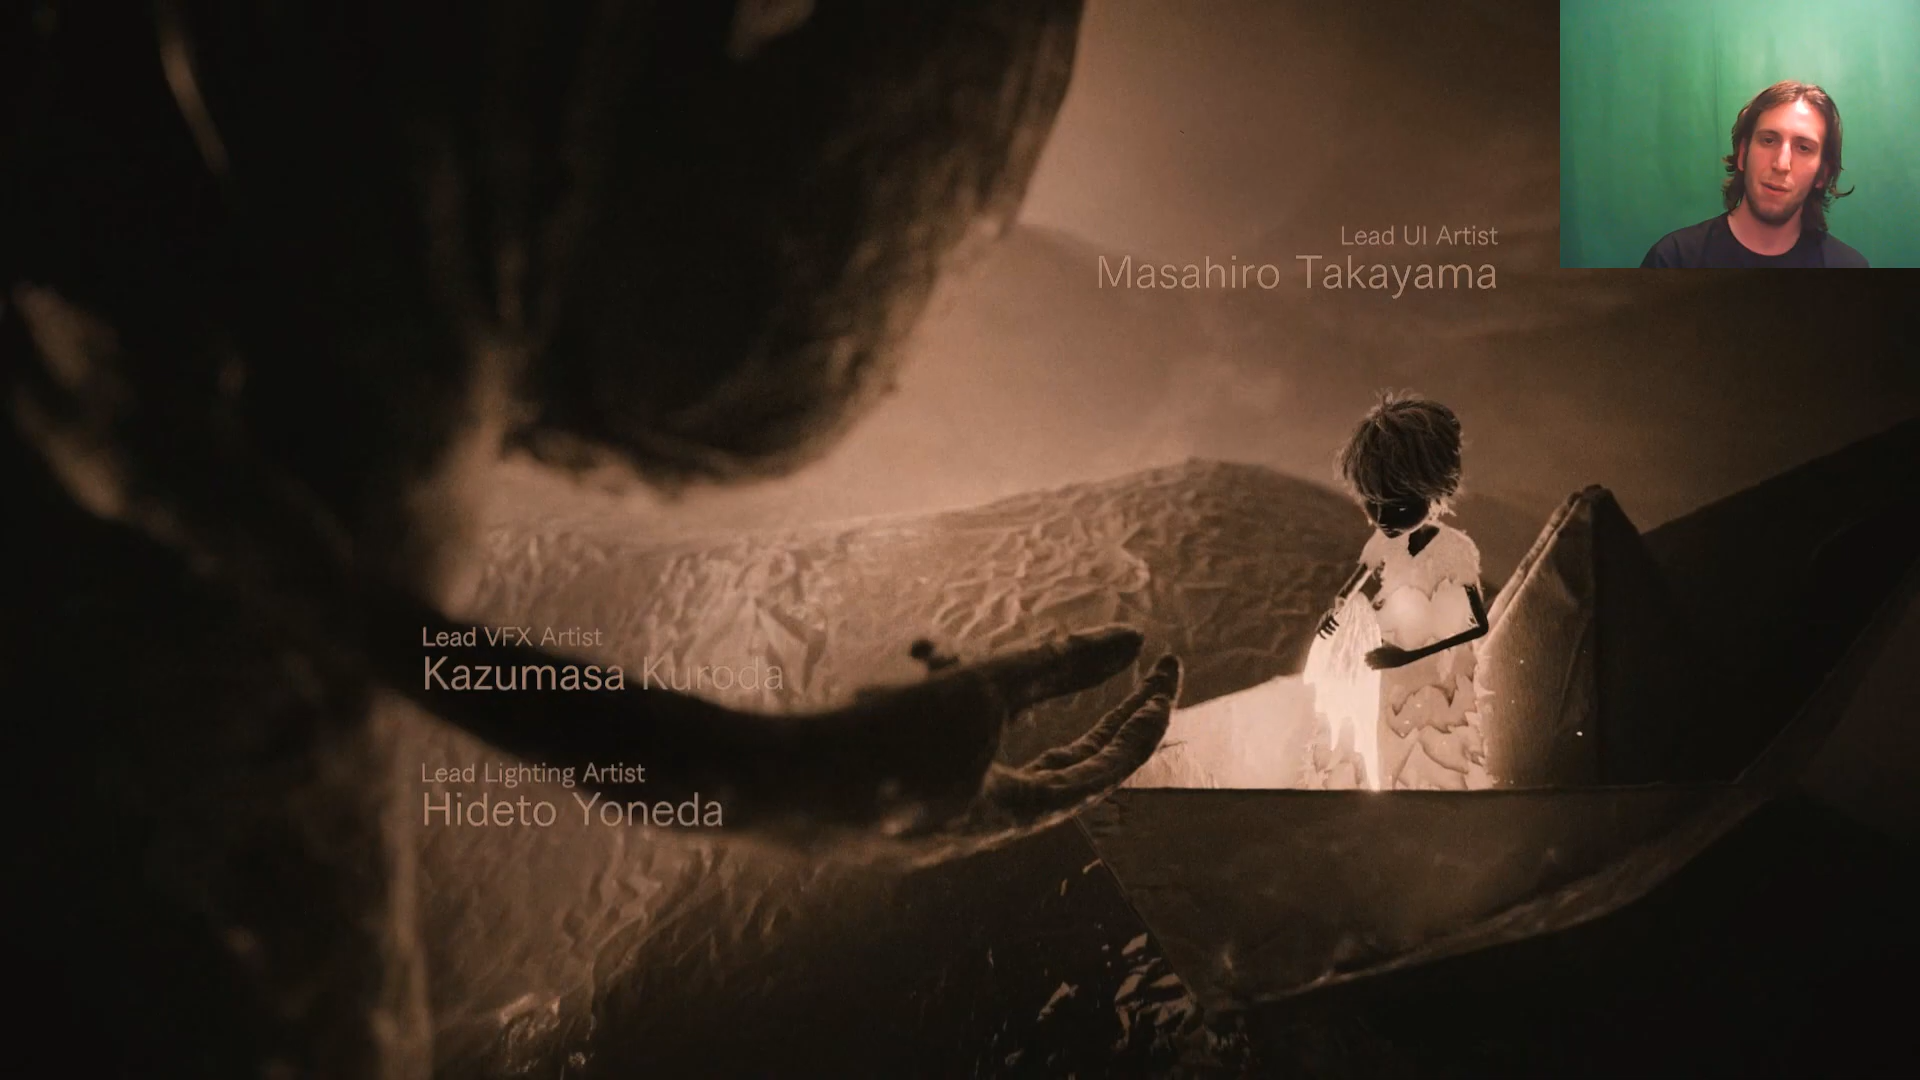 Lead UI Artist
Masahiro Takayama
Lead VFX Artist
Kazumasa Kuroda
Lead Lighting Artist
Hideto Yoneda